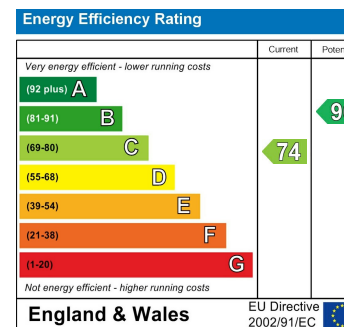 Energy Efficiency Rating
Current
Very energy efficient - lower running costs
(92 plus) A
(81-91) B
(69-80) C
74
(55-68) D
(39-54) E
(21-38) F
(1-20) G
Not energy efficient - higher running costs
England & Wales
EU Directive
2002/91/EC